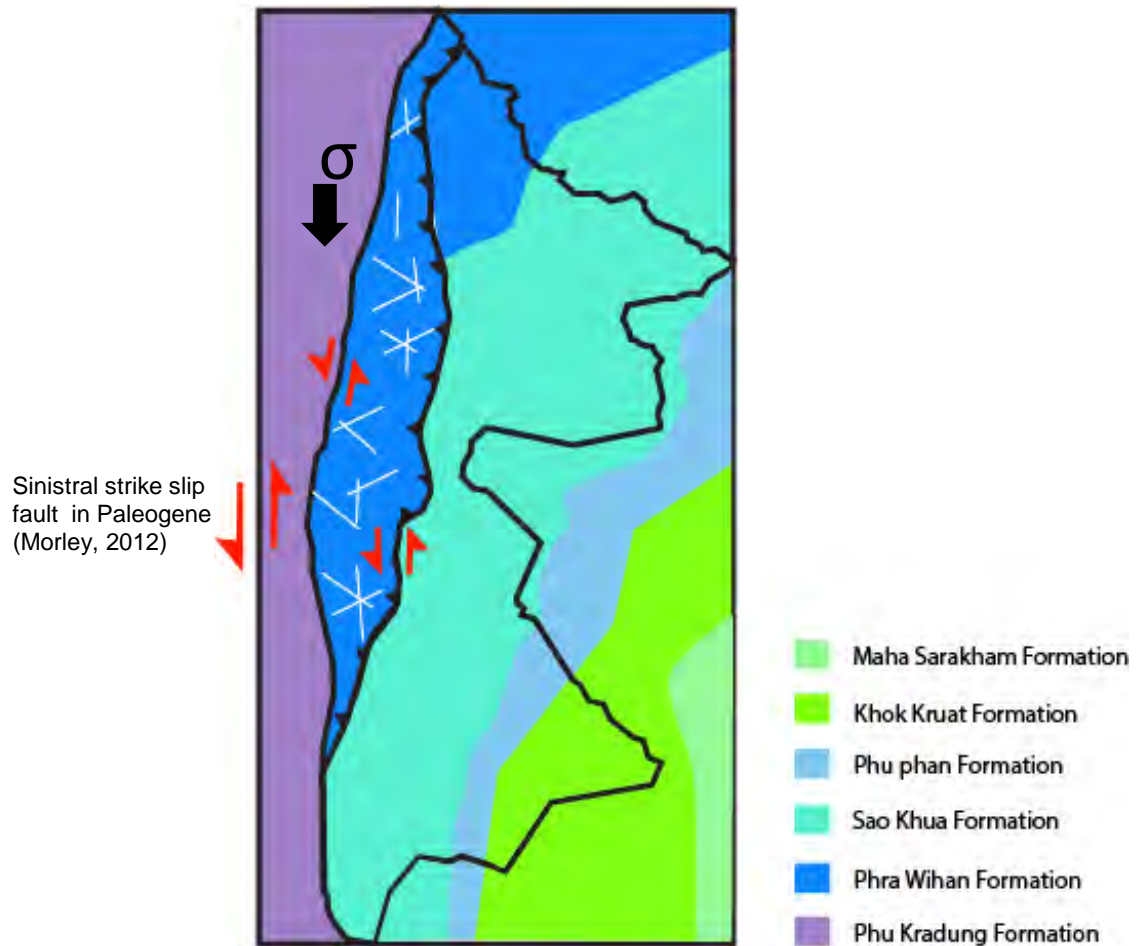 σ
Sinistral strike slip
fault in Paleogene
(Morley, 2012)
Maha Sarakham Formation
Khok Kruat Formation
Phu phan Formation
Sao Khua Formation
Phra Wihan Formation
Phu Kradung Formation